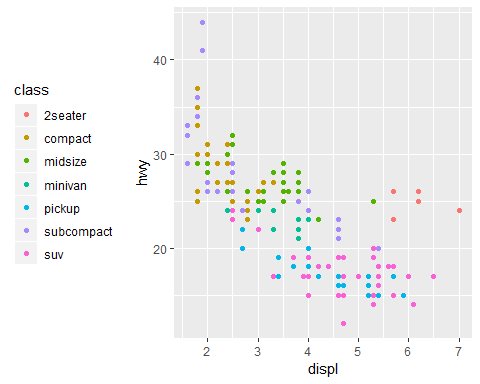 class
2seater
compact
midsize
minivan
pickup
subcompact
suv
hwy
40
30
20
2 3 4 5 6 7
displ